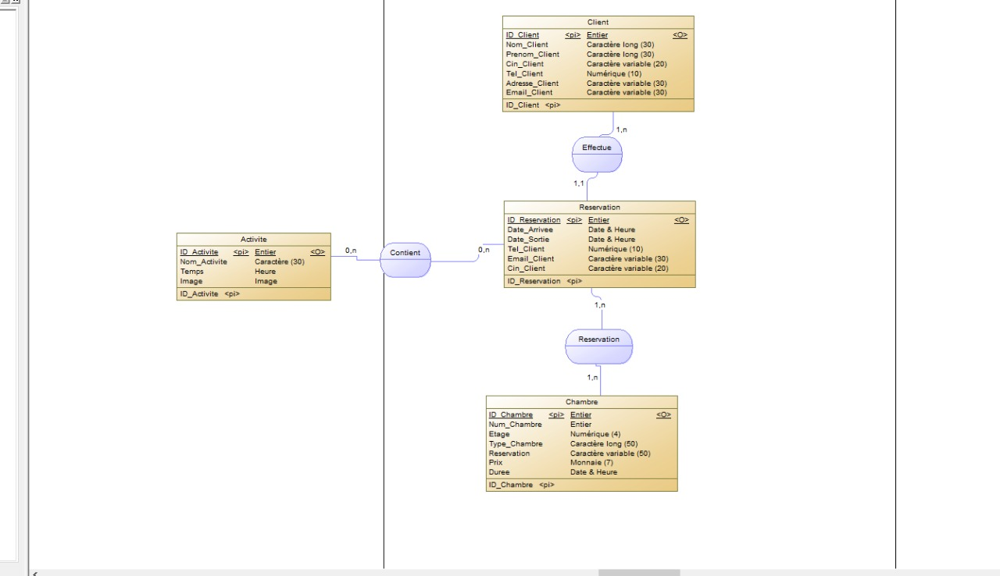 Client
ID_Client <pi> Entier <O>
Nom_Client Caractère long (30)
Prenom_Client Caractère long (30)
Cin_Client Caractère variable (20)
Tel_Client Numérique (10)
Adresse_Client Caractère variable (30)
Email_Client Caractère variable (30)
ID_Client <pi>
1,n
Effectue
1,1
Reservation
ID_Reservation <pi> Entier <O>
Date_Arrivee Date & Heure
Date_Sortie Date & Heure
Tel_Client Numérique (10)
Email_Client Caractère variable (30)
Cin_Client Caractère variable (20)
ID_Reservation <pi>
Activite
ID_Activite <pi> Entier <O>
Nom_Activite Caractère (30)
Temps Heure
Image Image
ID_Activite <pi>
0,n
Contient
0,n
1,n
Reservation
1,n
Chambre
ID_Chambre <pi> Entier <O>
Num_Chambre Entier
Etage Numérique (4)
Type_Chambre Caractère long (50)
Reservation Caractère variable (50)
Prix Monnaie (7)
Duree Date & Heure
ID_Chambre <pi>